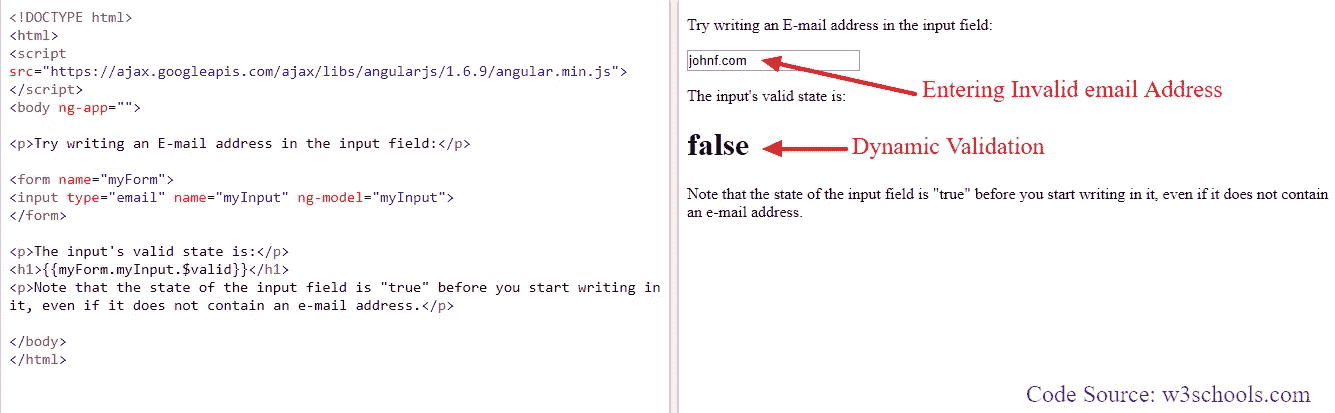 <!DOCTYPE html>
<html>
<script
src="https://ajax.googleapis.com/ajax/libs/angularjs/1.6.9/angular.min.js">
</script>
<body ng-app="">
<p>Try writing an E-mail address in the input field:</p>
<form name="myForm">
<input type="email" name="myInput" ng-model="myInput">
</form>
<p>The input's valid state is:</p>
<h1>{{myForm.myInput.$valid}}</h1>
<p>Note that the state of the input field is "true" before you start writing in
it, even if it does not contain an e-mail address.</p>
</body>
</html>
Try writing an E-mail address in the input field:
johnf.com
Entering Invalid email Address
The input's valid state is:
false
Dynamic Validation
Note that the state of the input field is "true" before you start writing in it, even if it does not contain
an e-mail address.
Code Source: w3schools.com